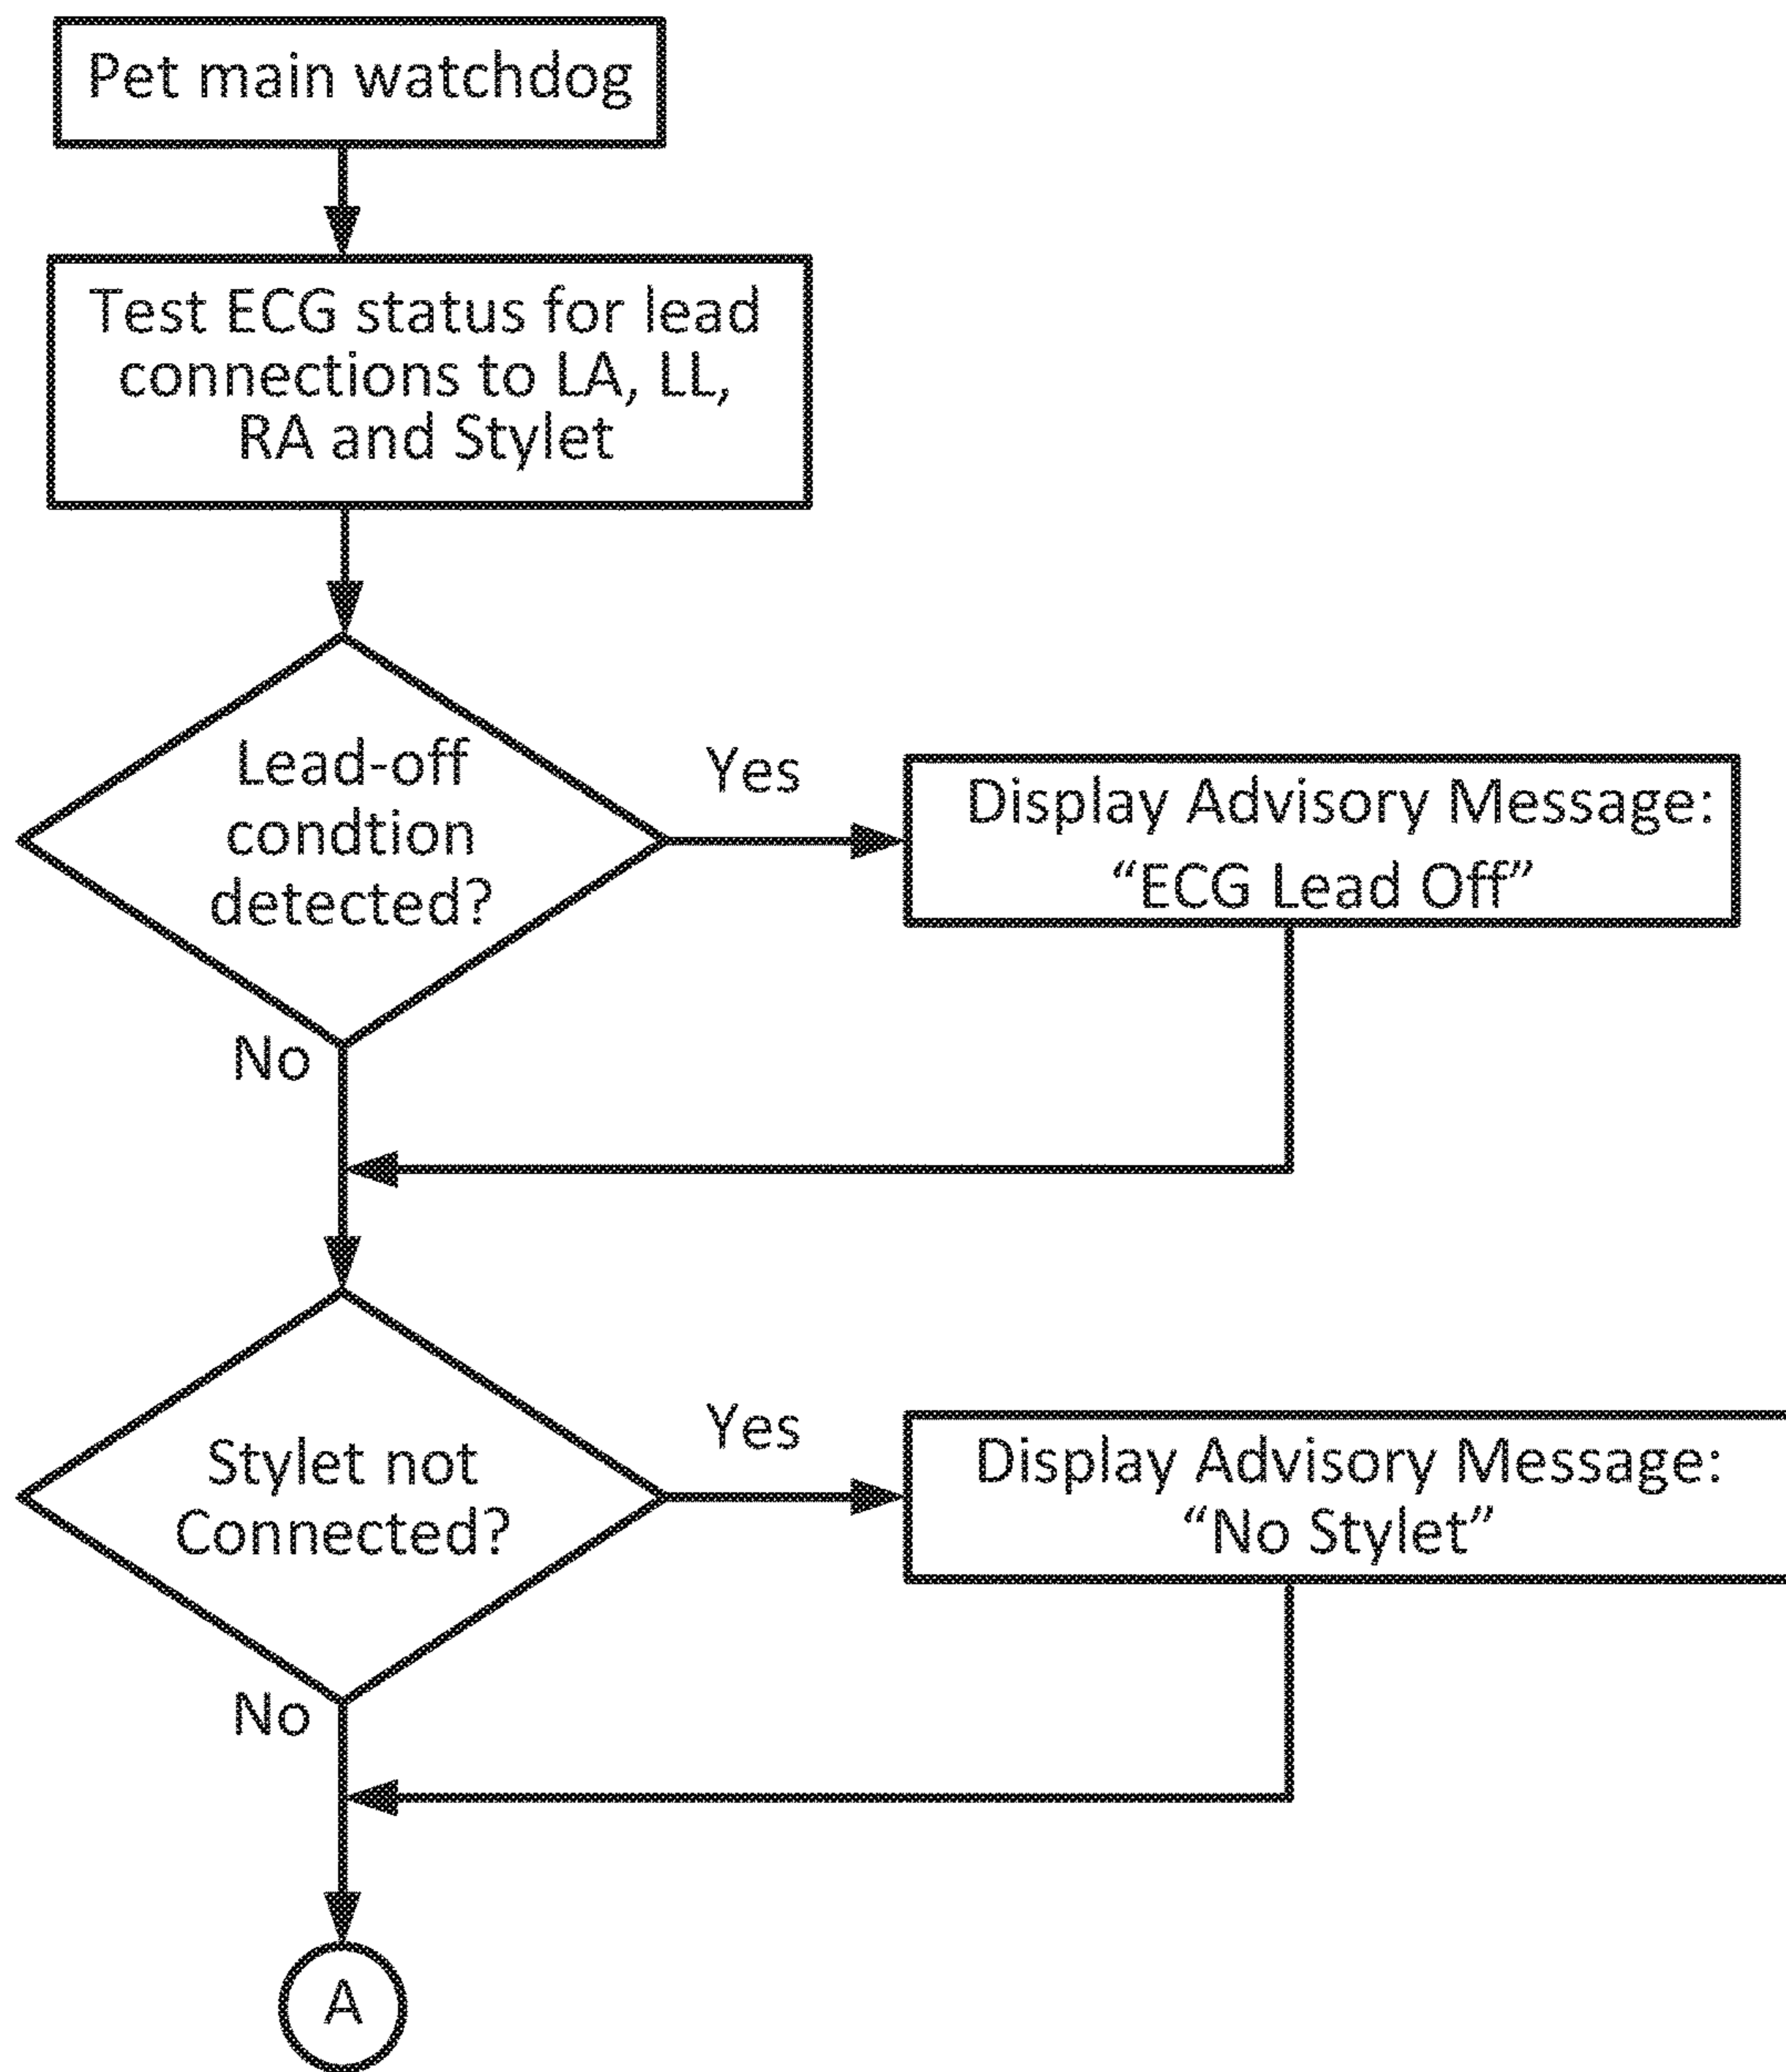 Pet main watchdog
Test ECG status for lead
connections to LA, LL,
RA and Stylet
Lead-off
condtion
detected?
Yes
Display Advisory Message:
“ECG Lead Off”
No
Stylet not
Connected?
Yes
Display Advisory Message:
“No Stylet”
No
A